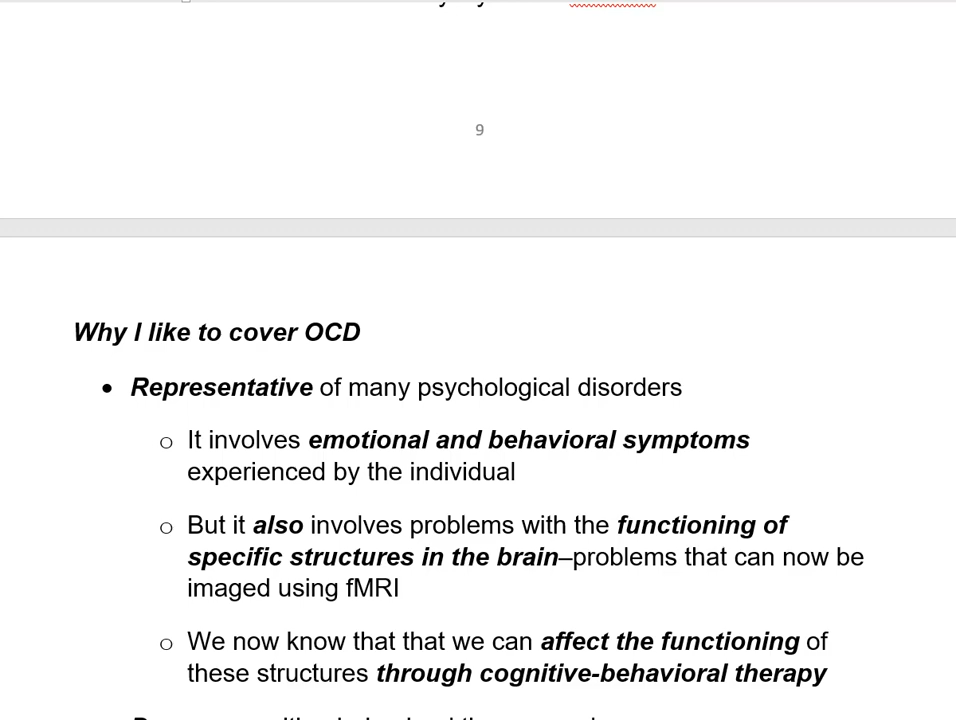 9
Why I like to cover OCD
• Representative of many psychological disorders
o It involves emotional and behavioral symptoms
experienced by the individual
o But it also involves problems with the functioning of
specific structures in the brain–problems that can now be
imaged using fMRI
o We now know that that we can affect the functioning of
these structures through cognitive-behavioral therapy